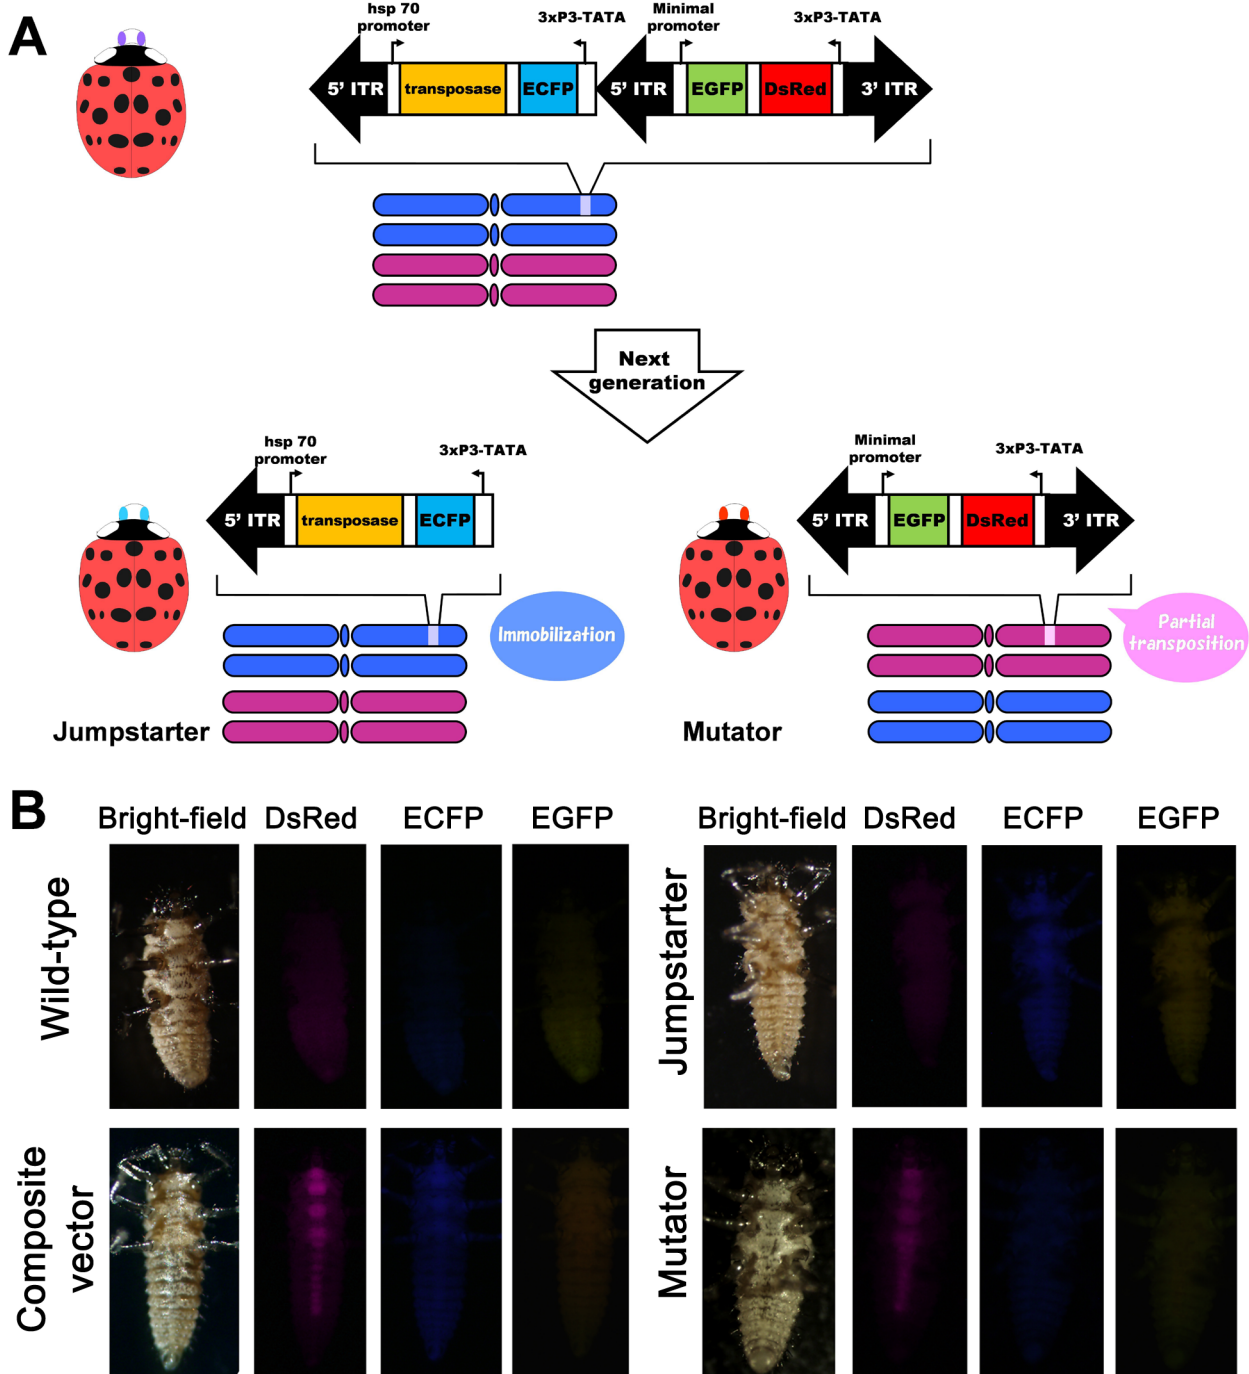 A
hsp 70
promoter
3xP3-TATA
Minimal
promoter
3xP3-TATA
5' ITR
transposase
ECFP
5' ITR
EGFP
DsRed
3' ITR
Next
generation
hsp 70
promoter
3xP3-TATA
5' ITR
transposase
ECFP
Immobilization
Jumpstarter
Minimal
promoter
3xP3-TATA
5' ITR
EGFP
DsRed
3' ITR
Partial
transposition
Mutator
B
Bright-field
DsRed
ECFP
EGFP
Bright-field
DsRed
ECFP
EGFP
Wild-type
Jumpstarter
Composite
vector
Mutator